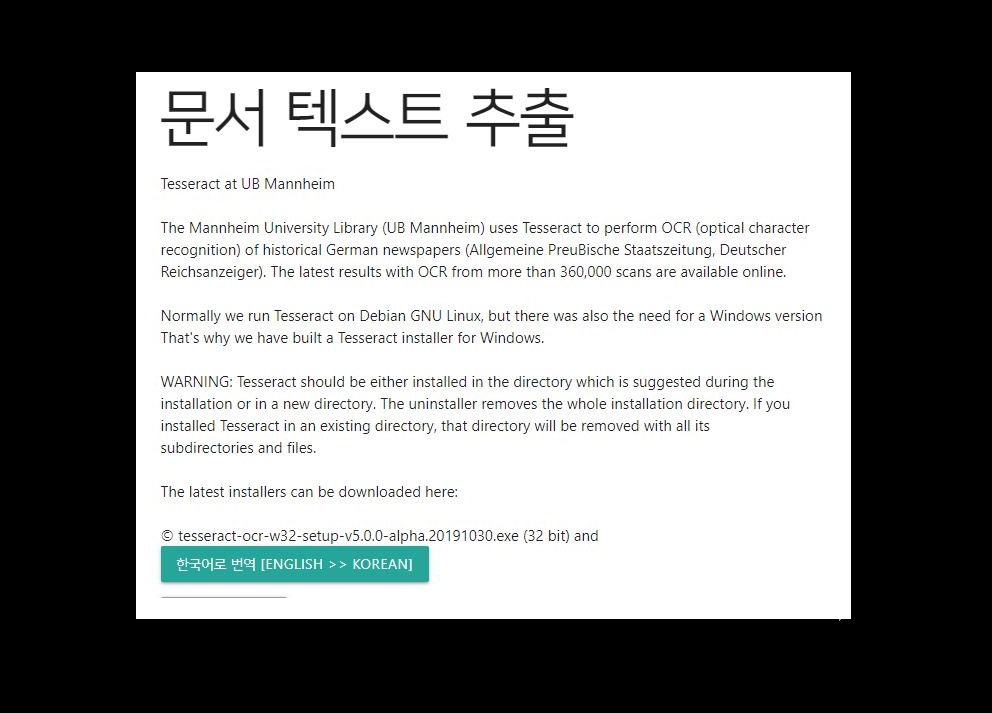 문서 텍스트 추출
Tesseract at UB Mannheim
The Mannheim University Library (UB Mannheim) uses Tesseract to perform OCR (optical character
recognition) of historical German newspapers (Allgemeine PreuBische Staatszeitung, Deutscher
Reichsanzeiger). The latest results with OCR from more than 360,000 scans are available online.
Normally we run Tesseract on Debian GNU Linux, but there was also the need for a Windows version
That's why we have built a Tesseract installer for Windows.
WARNING: Tesseract should be either installed in the directory which is suggested during the
installation or in a new directory. The uninstaller removes the whole installation directory. If you
installed Tesseract in an existing directory, that directory will be removed with all its
subdirectories and files.
The latest installers can be downloaded here:
© tesseract-ocr-w32-setup-v5.0.0-alpha.20191030.exe (32 bit) and
한국어로 번역 [ENGLISH >> KOREAN]